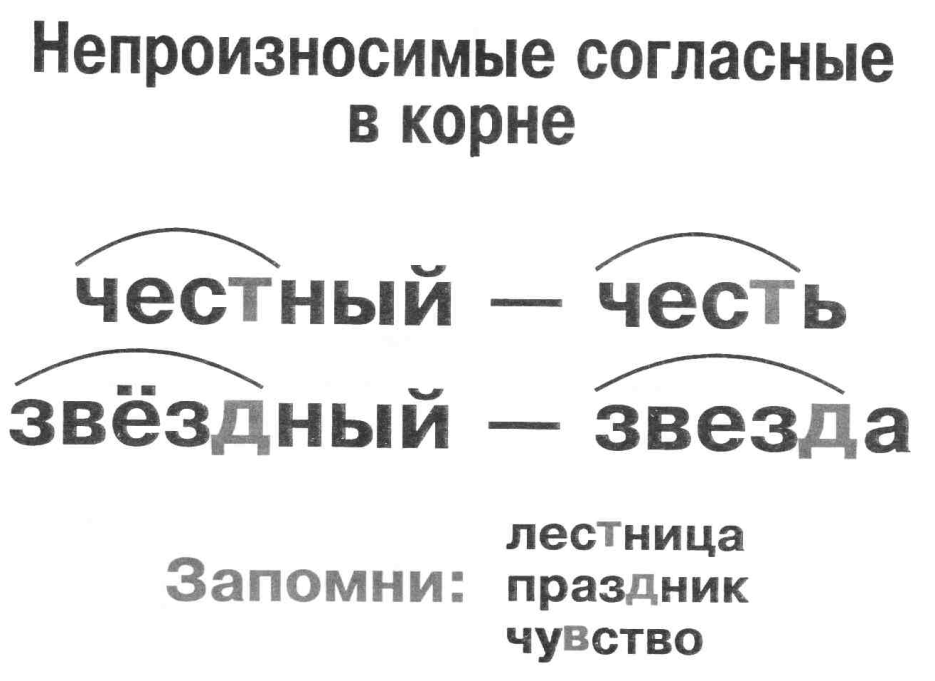 Непроизносимые согласные
в корне
честный — честь
звёздный — звезда
Запомни:
лестница
праздник
чувство